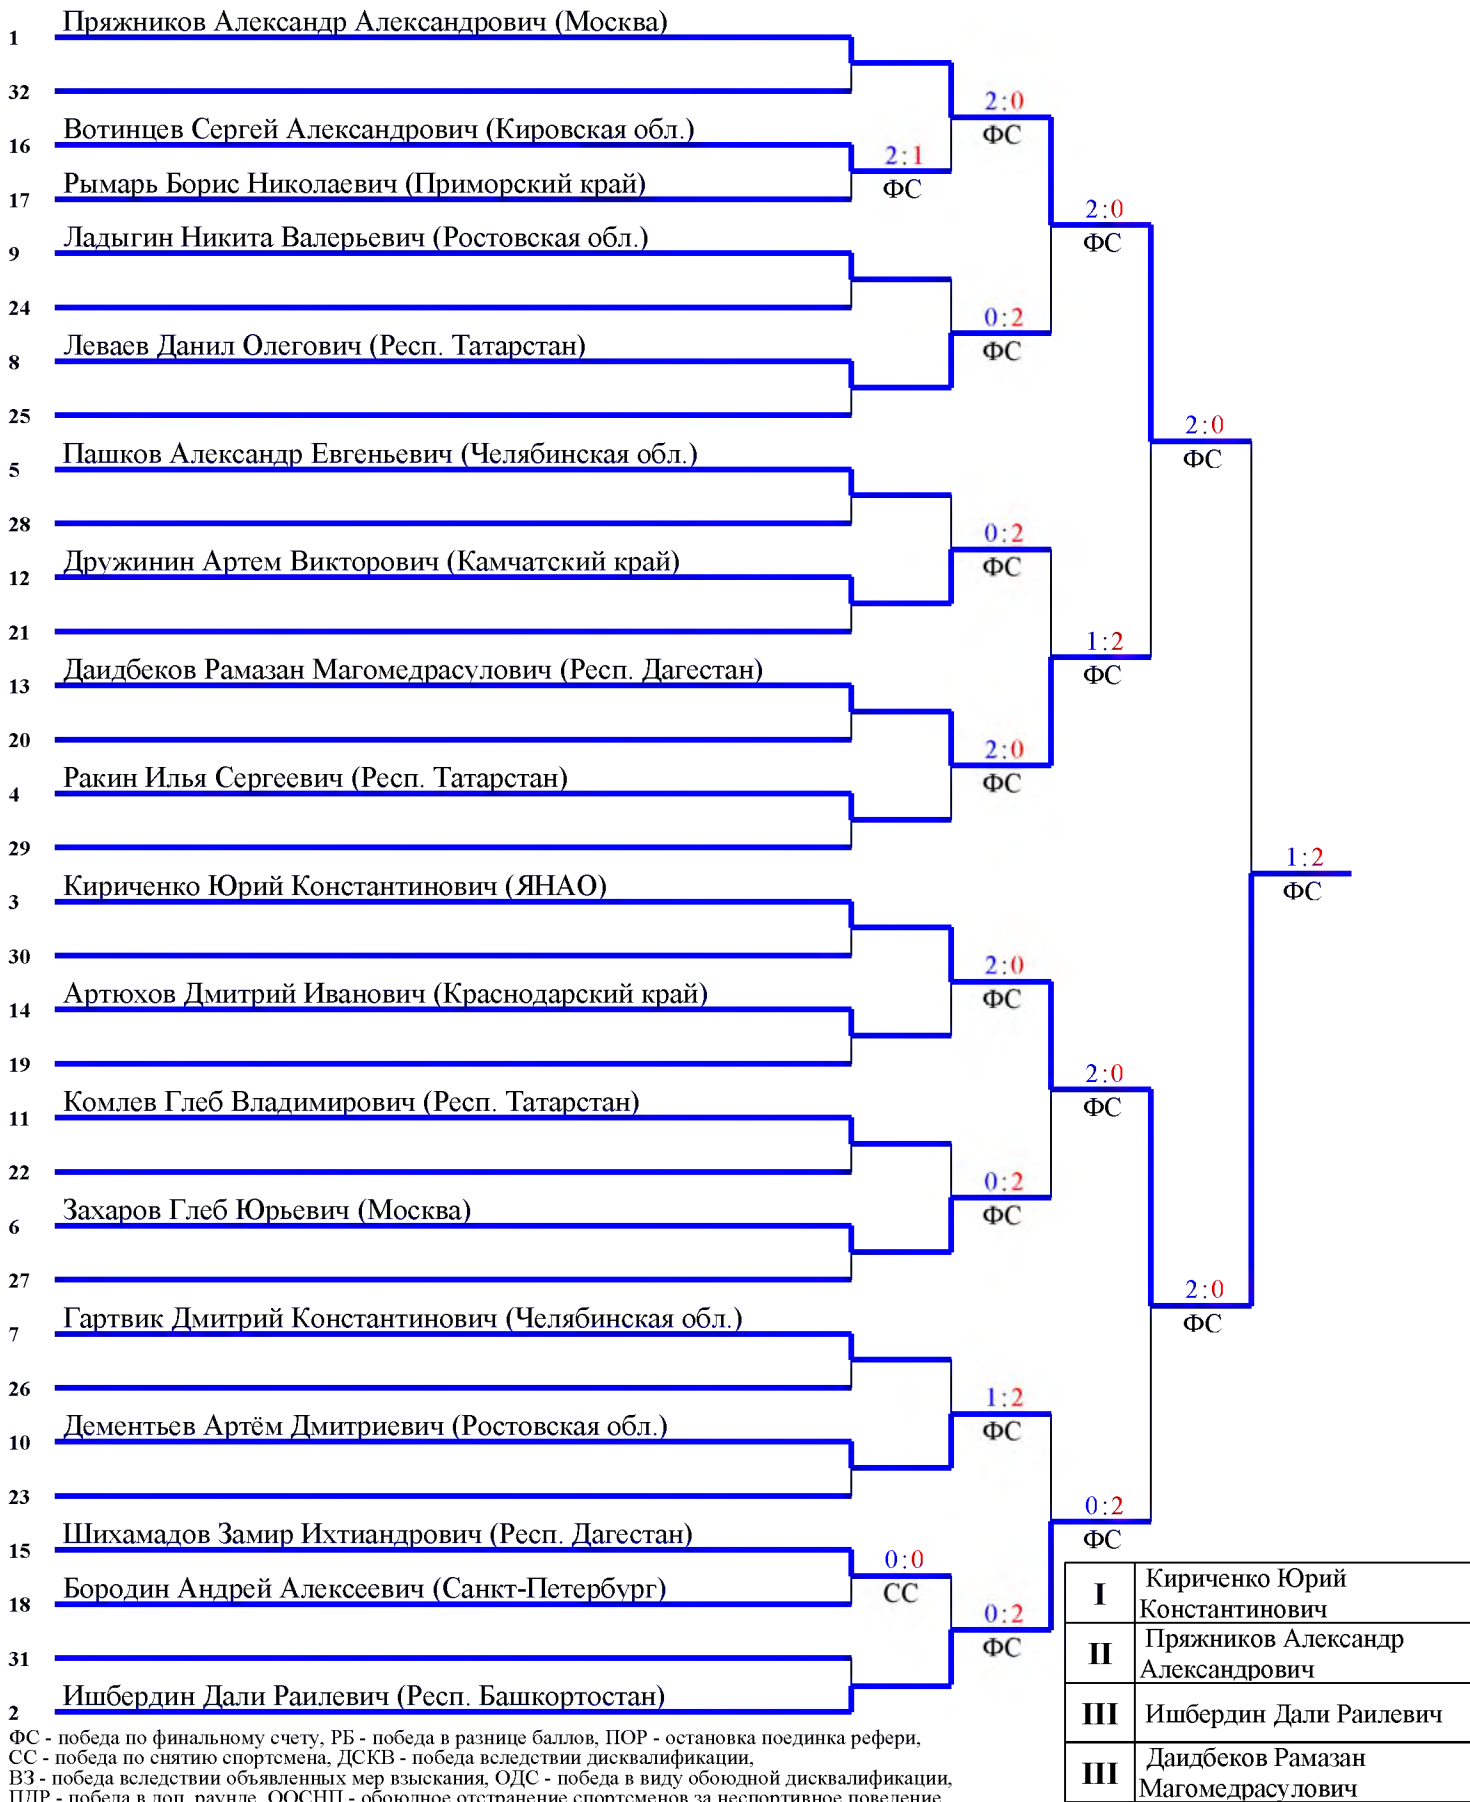 Пряжников Александр Александрович (Москва)
1
32
2:0
ФС
Вотинцев Сергей Александрович (Кировская обл.)
16
2:1
ФС
Рымарь Борис Николаевич (Приморский край)
17
2:0
ФС
Ладыгин Никита Валерьевич (Ростовская обл.)
9
24
0:2
ФС
Леваев Данил Олегович (Респ. Татарстан)
8
25
2:0
ФС
Пашков Александр Евгеньевич (Челябинская обл.)
5
28
0:2
ФС
Дружинин Артем Викторович (Камчатский край)
12
21
1:2
ФС
Даидбеков Рамазан Магомедрасулович (Респ. Дагестан)
13
20
2:0
ФС
Ракин Илья Сергеевич (Респ. Татарстан)
4
29
1:2
ФС
Кириченко Юрий Константинович (ЯНАО)
3
30
2:0
ФС
Артюхов Дмитрий Иванович (Краснодарский край)
14
19
2:0
ФС
Комлев Глеб Владимирович (Респ. Татарстан)
11
22
0:2
ФС
Захаров Глеб Юрьевич (Москва)
6
27
2:0
ФС
Гартвик Дмитрий Константинович (Челябинская обл.)
7
26
1:2
ФС
Дементьев Артём Дмитриевич (Ростовская обл.)
10
23
0:2
ФС
Шихамадов Замир Ихтиандрович (Респ. Дагестан)
15
0:0
СС
Бородин Андрей Алексеевич (Санкт-Петербург)
18
0:2
ФС
31
Ишбердин Дали Раилевич (Респ. Башкортостан)
2
I Кириченко Юрий
Константинович
II Пряжников Александр
Александрович
III Ишбердин Дали Раилевич
III Даидбеков Рамазан
Магомедрасулович
ФС - победа по финальному счету, РБ - победа в разнице баллов, ПОР - остановка поединка рефери,
СС - победа по снятию спортсмена, ДСКВ - победа вследствии дисквалификации,
ВЗ - победа вследствии объявленных мер взыскания, ОДС - победа в виду обоюдной дисквалификации,
ПДР - победа в доп. раунде, ООСНП - обоюдное отстранение спортсменов за неспортивное поведение